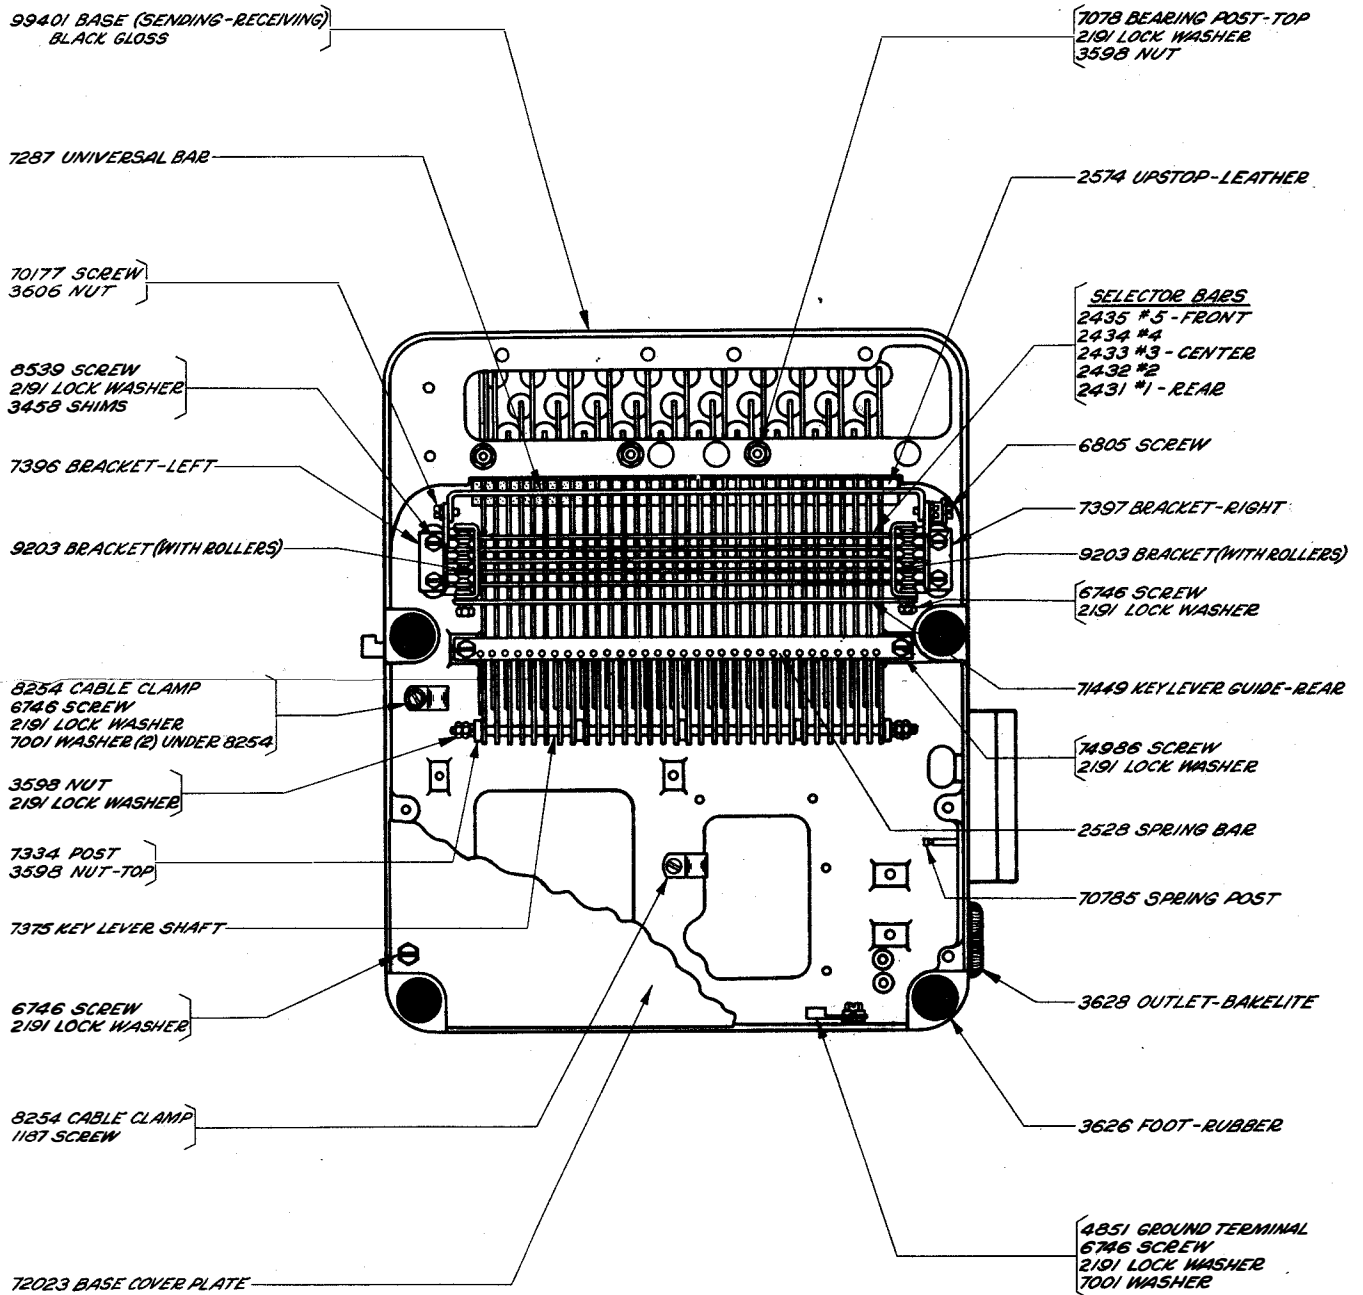 99401 BASE (SENDING-RECEIVING)
BLACK GLOSS
7287 UNIVERSAL BAR
70177 SCREW
3606 NUT
8539 SCREW
2191 LOCK WASHER
3458 SHIMS
7396 BRACKET-LEFT
9203 BRACKET (WITH ROLLERS)
8254 CABLE CLAMP
6746 SCREW
2191 LOCK WASHER
7001 WASHER (2) UNDER 8254
3598 NUT
2191 LOCK WASHER
7334 POST
3598 NUT-TOP
7375 KEY LEVER SHAFT
6746 SCREW
2191 LOCK WASHER
8254 CABLE CLAMP
1187 SCREW
72023 BASE COVER PLATE
7078 BEARING POST-TOP
2191 LOCK WASHER
3598 NUT
2574 UPSTOP-LEATHER
SELECTOR BARS
2435 #5-FRONT
2434 #4
2433 #3-CENTER
2432 #2
2431 #1-REAR
6805 SCREW
7397 BRACKET-RIGHT
9203 BRACKET (WITH ROLLERS)
6746 SCREW
2191 LOCK WASHER
71449 KEYLEVER GUIDE-REAR
74986 SCREW
2191 LOCK WASHER
2528 SPRING BAR
70785 SPRING POST
3628 OUTLET-BAKELITE
3626 FOOT-RUBBER
4851 GROUND TERMINAL
6746 SCREW
2191 LOCK WASHER
7001 WASHER